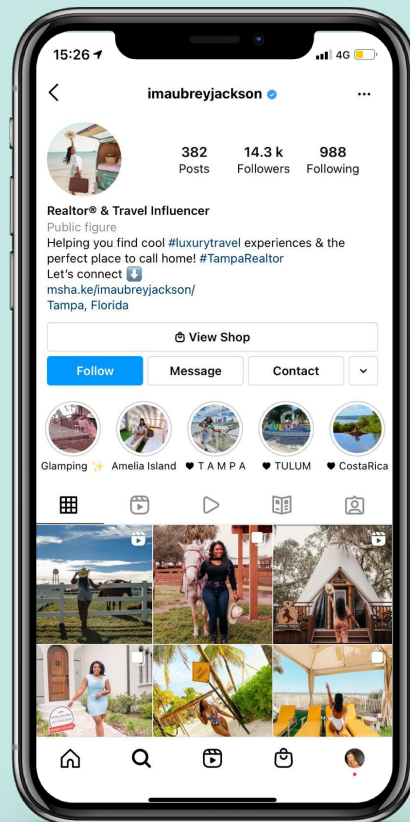 15:26
4G
imaubreyjackson
...
382 14.3 k 988
Posts Followers Following
Realtor® & Travel Influencer
Public figure
Helping you find cool #luxurytravel experiences & the
perfect place to call home! #TampaRealtor
Let's connect ⬇️
msha.ke/imaubreyjackson/
Tampa, Florida
View Shop
Follow Message Contact
Glamping ✨ Amelia Island ♥ T A M P A ♥ TULUM ♥ CostaRica